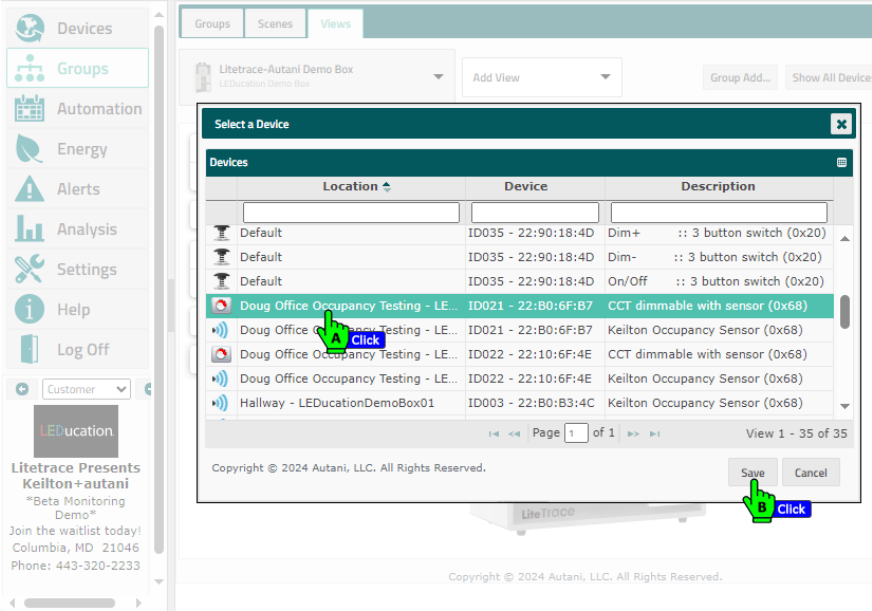 Devices
Groups
Automation
Energy
Alerts
Analysis
Settings
Help
Log Off
Customer
LEDucation
Litetrace Presents
Keilton+autani
*Beta Monitoring
Demo*
Join the waitlist today!
Columbia, MD 21046
Phone: 443-320-2233
Groups Scenes Views
Litetrace-Autani Demo Box
LEDucation Demo Box
Add View
Group Add...
Show All Devices
Select a Device
Devices
Location Device Description
Default ID035 - 22:90:18:4D Dim+ :: 3 button switch (0x20)
Default ID035 - 22:90:18:4D Dim- :: 3 button switch (0x20)
Default ID035 - 22:90:18:4D On/Off :: 3 button switch (0x20)
Doug Office Occupancy Testing - LE... ID021 - 22:B0:6F:B7 CCT dimmable with sensor (0x68)
Doug Office Occupancy Testing - LE... ID021 - 22:B0:6F:B7 Keilton Occupancy Sensor (0x68)
A Click
Doug Office Occupancy Testing - LE... ID022 - 22:10:6F:4E CCT dimmable with sensor (0x68)
Doug Office Occupancy Testing - LE... ID022 - 22:10:6F:4E Keilton Occupancy Sensor (0x68)
Hallway - LEDucationDemoBox01 ID003 - 22:B0:B3:4C Keilton Occupancy Sensor (0x68)
Page 1 of 1 View 1 - 35 of 35
Copyright © 2024 Autani, LLC. All Rights Reserved.
Save Cancel
B Click
LiteTrace
Copyright © 2024 Autani, LLC. All Rights Reserved.